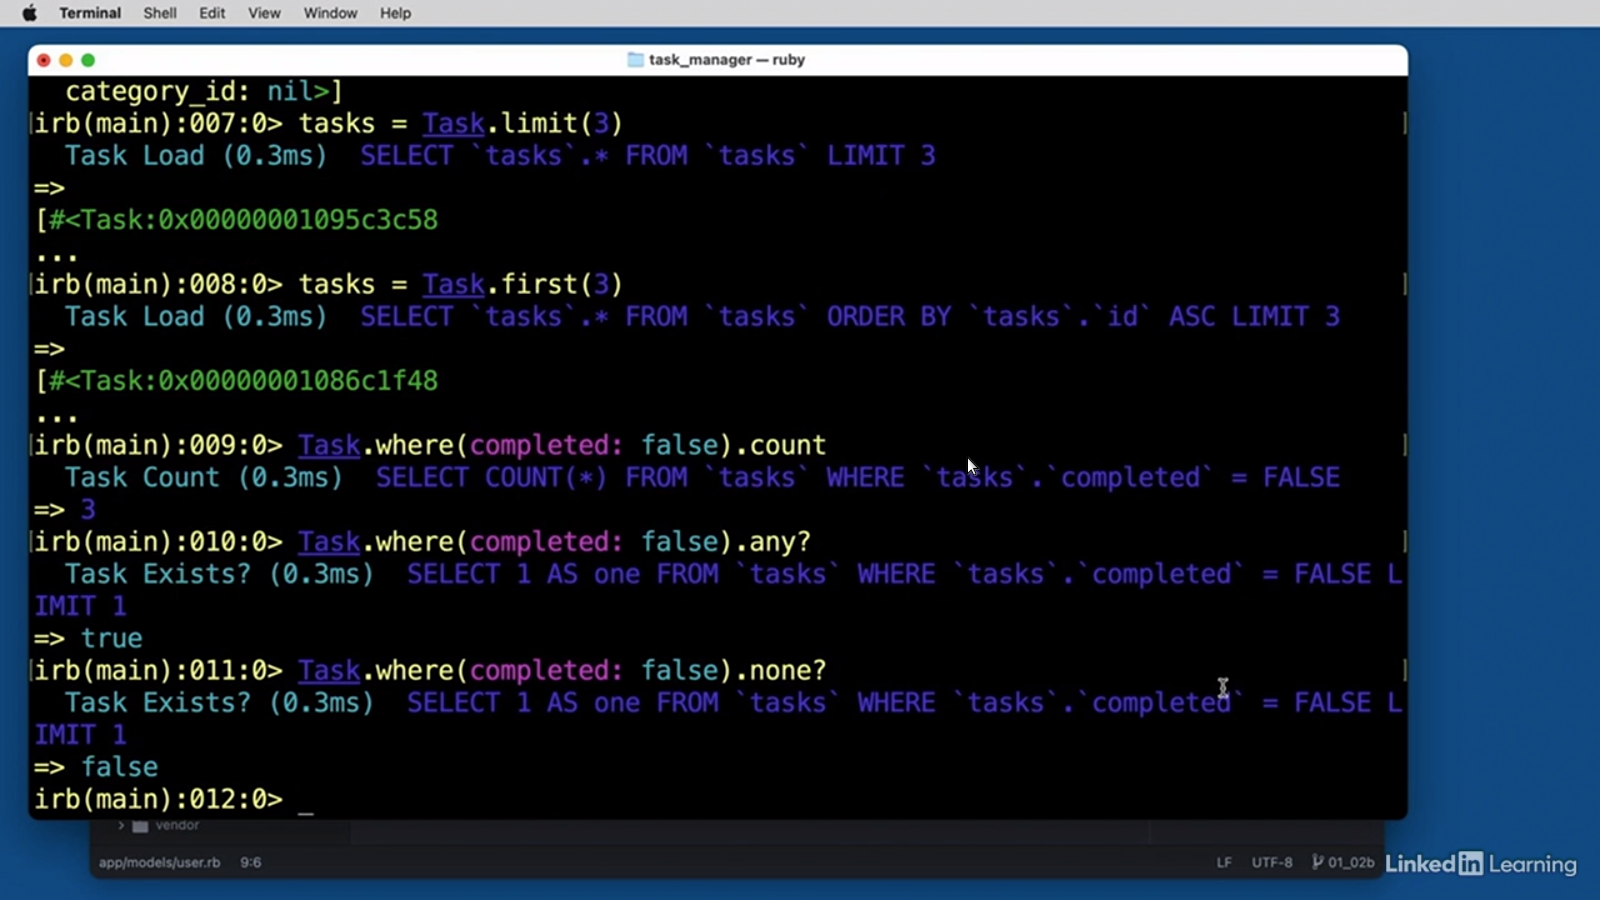 Terminal Shell Edit View Window Help
task_manager — ruby
category_id: nil>]
irb(main):007:0> tasks = Task.limit(3)
Task Load (0.3ms) SELECT `tasks`.* FROM `tasks` LIMIT 3
=>
[#<Task:0x00000001095c3c58
...
irb(main):008:0> tasks = Task.first(3)
Task Load (0.3ms) SELECT `tasks`.* FROM `tasks` ORDER BY `tasks`.`id` ASC LIMIT 3
=>
[#<Task:0x00000001086c1f48
...
irb(main):009:0> Task.where(completed: false).count
Task Count (0.3ms) SELECT COUNT(*) FROM `tasks` WHERE `tasks`.`completed` = FALSE
=> 3
irb(main):010:0> Task.where(completed: false).any?
Task Exists? (0.3ms) SELECT 1 AS one FROM `tasks` WHERE `tasks`.`completed` = FALSE L
IMIT 1
=> true
irb(main):011:0> Task.where(completed: false).none?
Task Exists? (0.3ms) SELECT 1 AS one FROM `tasks` WHERE `tasks`.`completed` = FALSE L
IMIT 1
=> false
irb(main):012:0> _
vendor
app/models/user.rb 9:6 LF UTF-8 01_02b
LinkedIn Learning